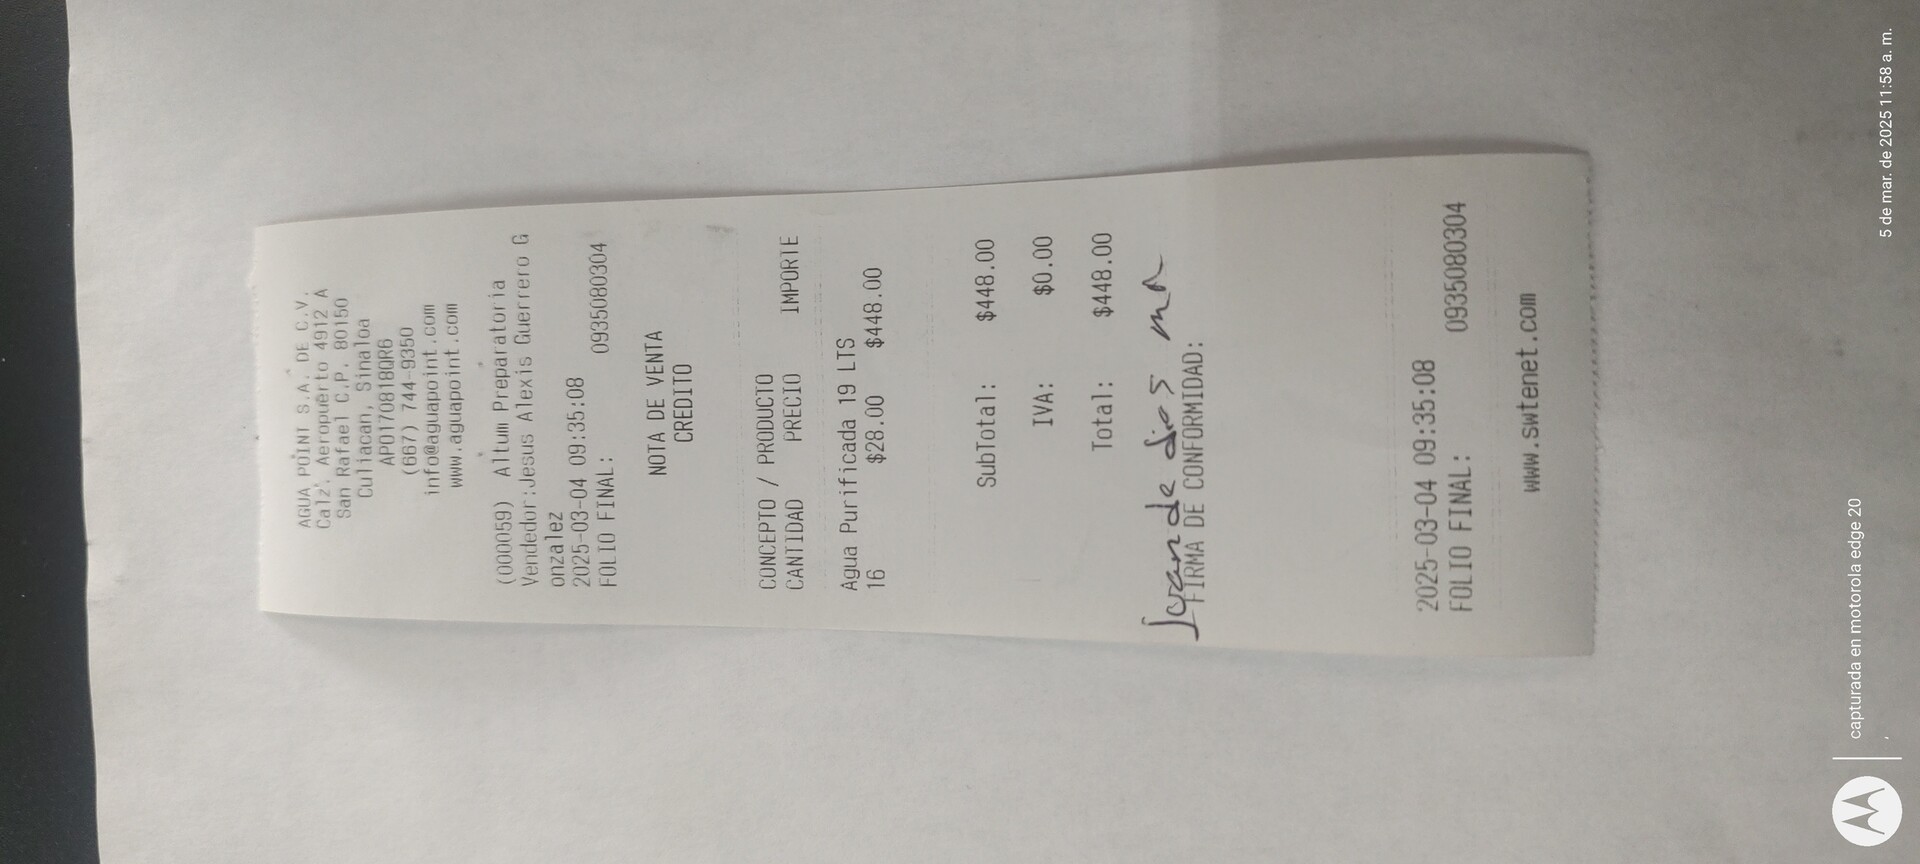 AGUA POINT S.A. DE C.V.
Calz. Aeropuerto 4912 A
San Rafael C.P. 80150
Culiacan, Sinaloa
APO170818QR6
(667) 744-9350
info@aguapoint.com
www.aguapoint.com
(000059) Altum Preparatoria
Vendedor:Jesus Alexis Guerrero G
onzalez
2025-03-04 09:35:08
FOLIO FINAL: 0935080304
NOTA DE VENTA
CREDITO
CONCEPTO / PRODUCTO
CANTIDAD PRECIO IMPORTE
Agua Purificada 19 LTS
16 $28.00 $448.00
SubTotal: $448.00
IVA: $0.00
Total: $448.00
FIRMA DE CONFORMIDAD:
2025-03-04 09:35:08
FOLIO FINAL: 0935080304
www.swtenet.com
capturada en motorola edge 20
5 de mar. de 2025 11:58 a. m.